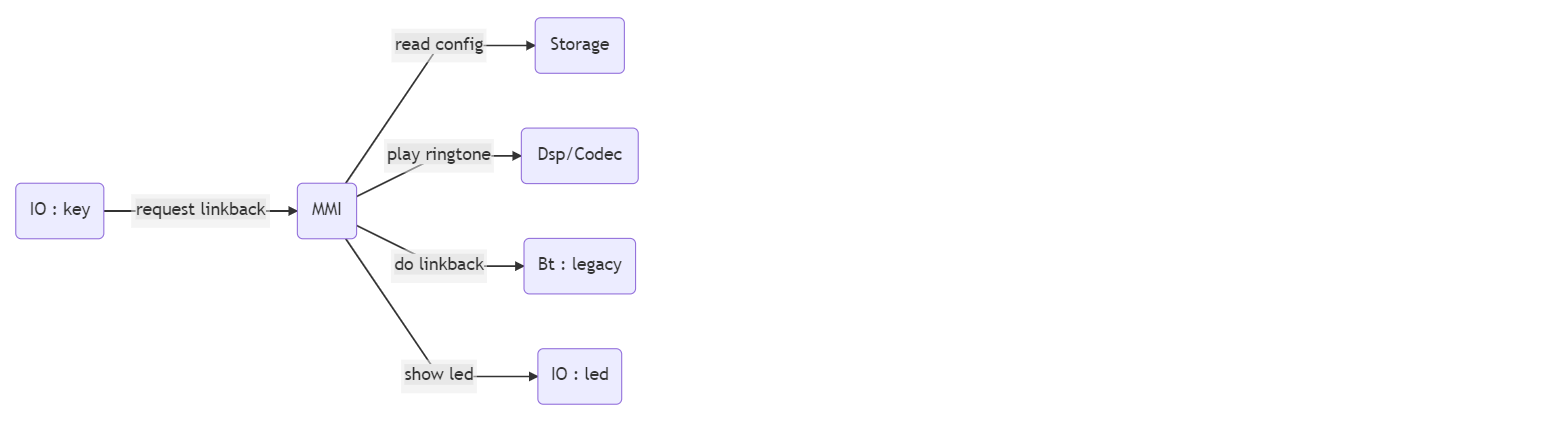 read config
Storage
play ringtone
Dsp/Codec
IO : key
request linkback
MMI
do linkback
Bt : legacy
show led
IO : led